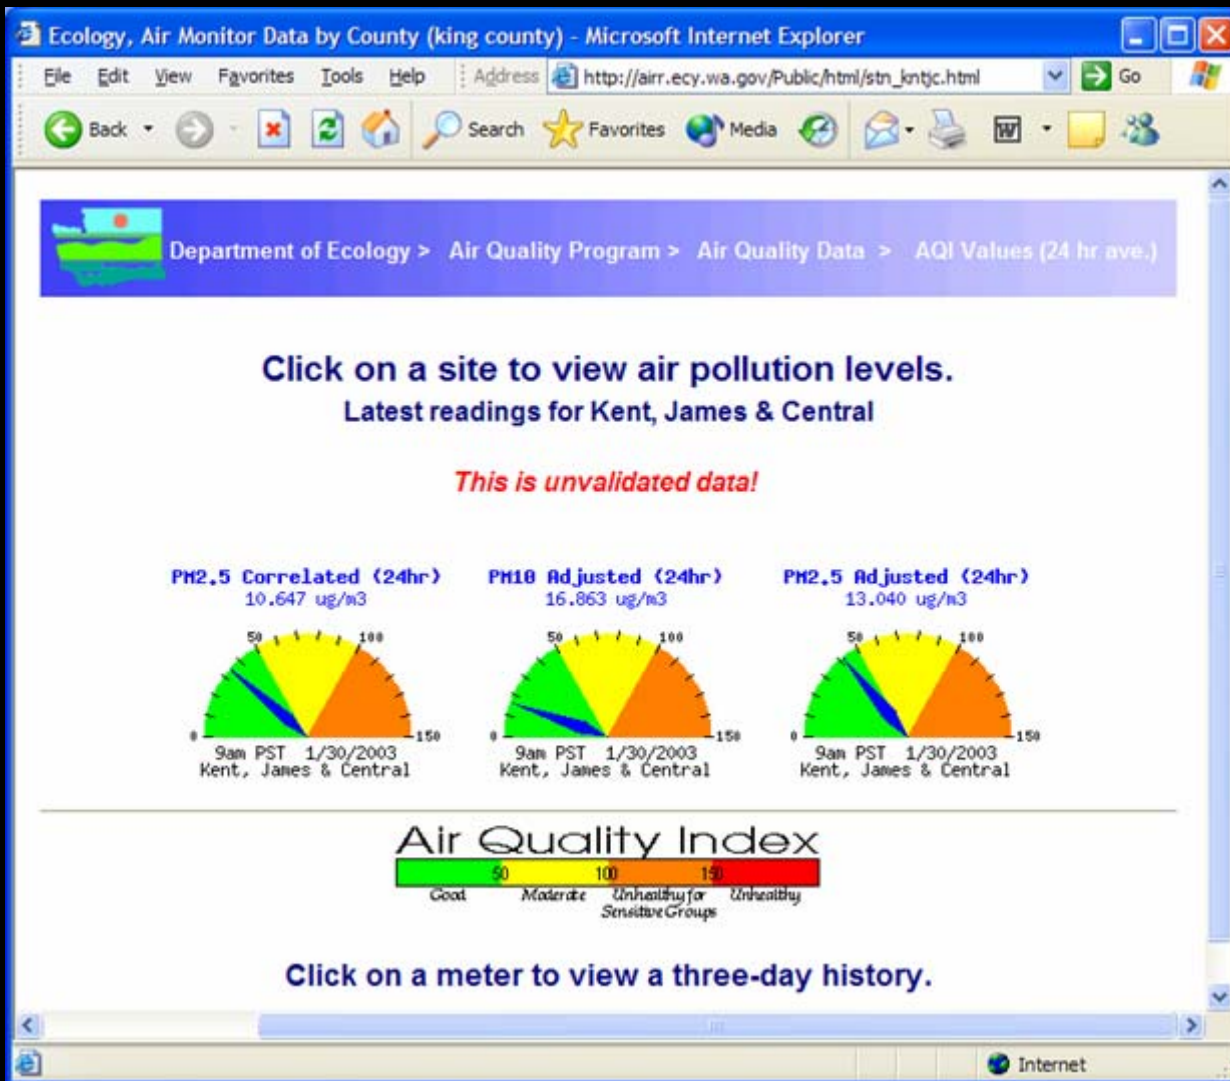 Ecology, Air Monitor Data by County (king county) - Microsoft Internet Explorer
File Edit View Favorites Tools Help Address http://airr.ecy.wa.gov/Public/html/stn_kntjc.html Go
Back Search Favorites Media
Department of Ecology > Air Quality Program > Air Quality Data > AQI Values (24 hr ave.)
Click on a site to view air pollution levels.
Latest readings for Kent, James & Central
This is unvalidated data!
PM2.5 Correlated (24hr) PM10 Adjusted (24hr) PM2.5 Adjusted (24hr)
10.647 ug/m3 16.863 ug/m3 13.040 ug/m3
50 100 50 100 50 100
0 150 0 150 0 150
9am PST 1/30/2003 9am PST 1/30/2003 9am PST 1/30/2003
Kent, James & Central Kent, James & Central Kent, James & Central
Air Quality Index
50 100 150
Good Moderate Unhealthy for Unhealthy
Sensitive Groups
Click on a meter to view a three-day history.
Internet